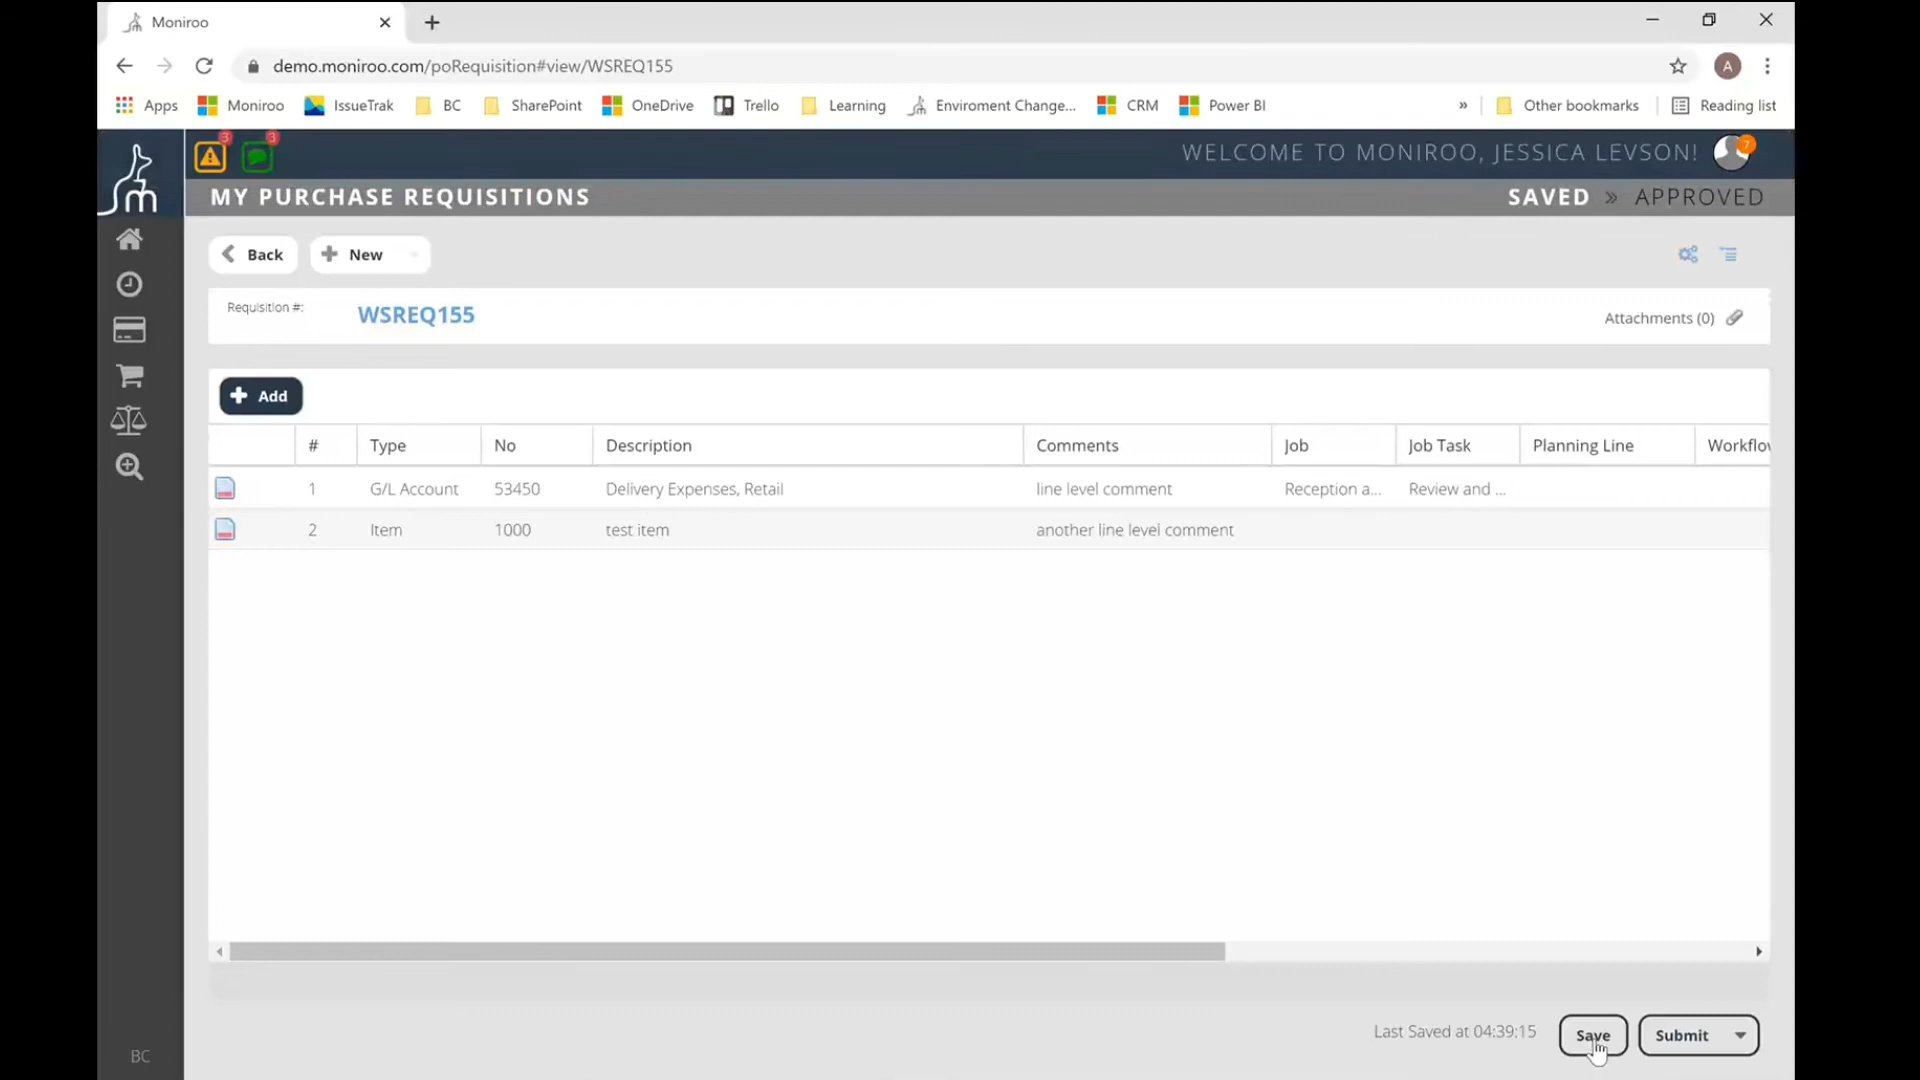 Moniroo
demo.moniroo.com/poRequisition#view/WSREQ155
A
Apps Moniroo IssueTrak BC SharePoint OneDrive Trello Learning Enviroment Change... CRM Power BI » Other bookmarks Reading list
3 3 WELCOME TO MONIROO, JESSICA LEVSON! 7
m
MY PURCHASE REQUISITIONS SAVED » APPROVED
Back New
Requisition #: WSREQ155 Attachments (0)
Add
# Type No Description Comments Job Job Task Planning Line Workflow
1 G/L Account 53450 Delivery Expenses, Retail line level comment Reception a... Review and ...
2 Item 1000 test item another line level comment
Last Saved at 04:39:15 Save Submit
BC